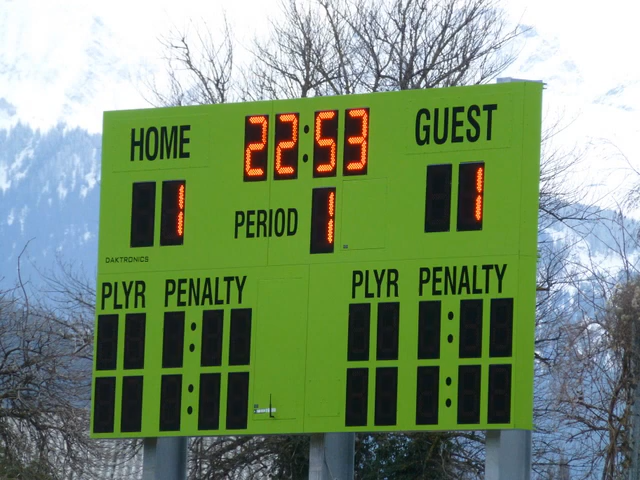 HOME 22:53 GUEST
1 PERIOD 1 1
DAKTRONICS
PLYR PENALTY PLYR PENALTY
: :
: :